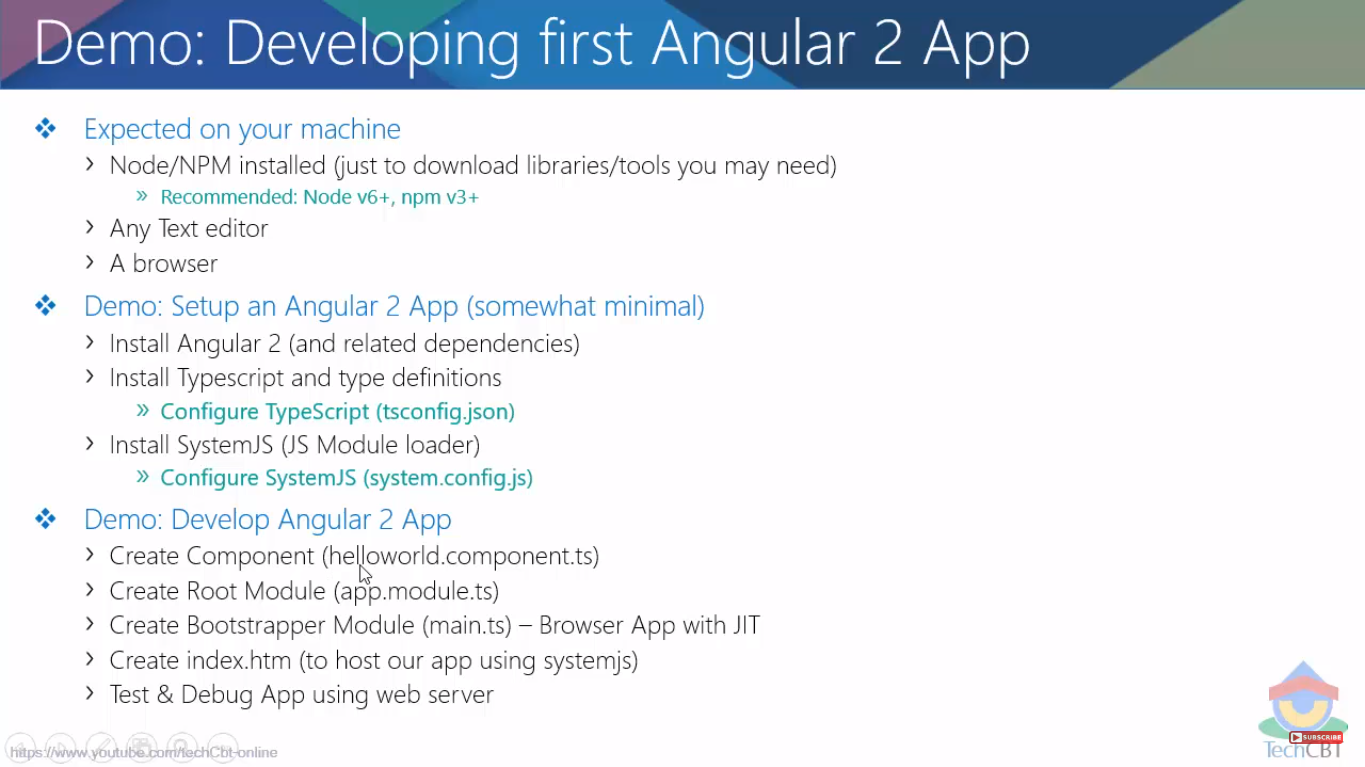 Demo: Developing first Angular 2 App
Expected on your machine
Node/NPM installed (just to download libraries/tools you may need)
Recommended: Node v6+, npm v3+
Any Text editor
A browser
Demo: Setup an Angular 2 App (somewhat minimal)
Install Angular 2 (and related dependencies)
Install Typescript and type definitions
Configure TypeScript (tsconfig.json)
Install SystemJS (JS Module loader)
Configure SystemJS (system.config.js)
Demo: Develop Angular 2 App
Create Component (helloworld.component.ts)
Create Root Module (app.module.ts)
Create Bootstrapper Module (main.ts) – Browser App with JIT
Create index.htm (to host our app using systemjs)
Test & Debug App using web server
SUBSCRIBE
TechCBT
https://www.youtube.com/techCbt-online